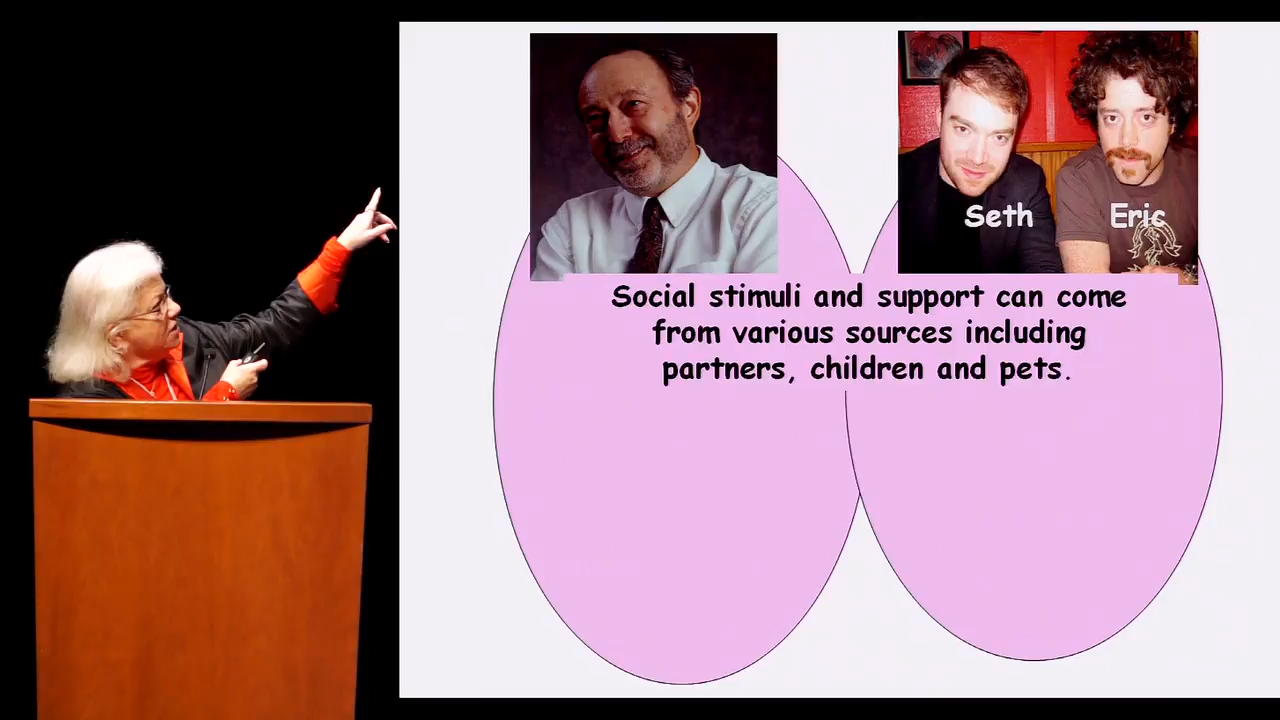 Seth Eric
Social stimuli and support can come
from various sources including
partners, children and pets.